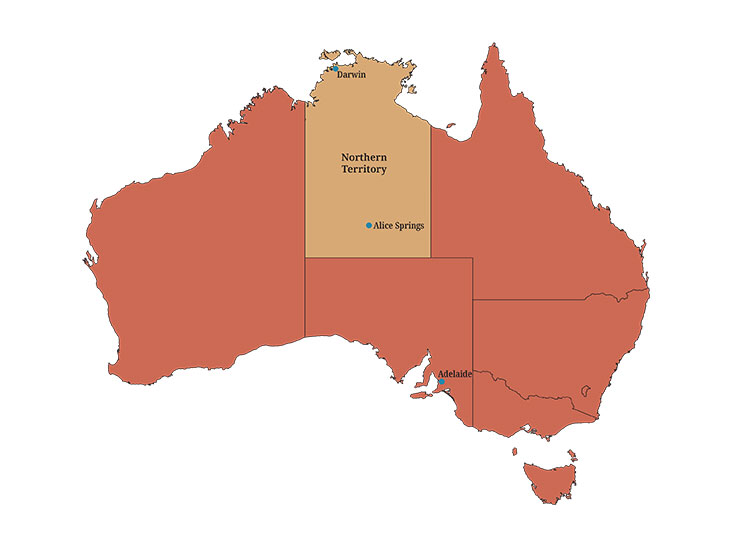 Darwin
Northern
Territory
Alice Springs
Adelaide